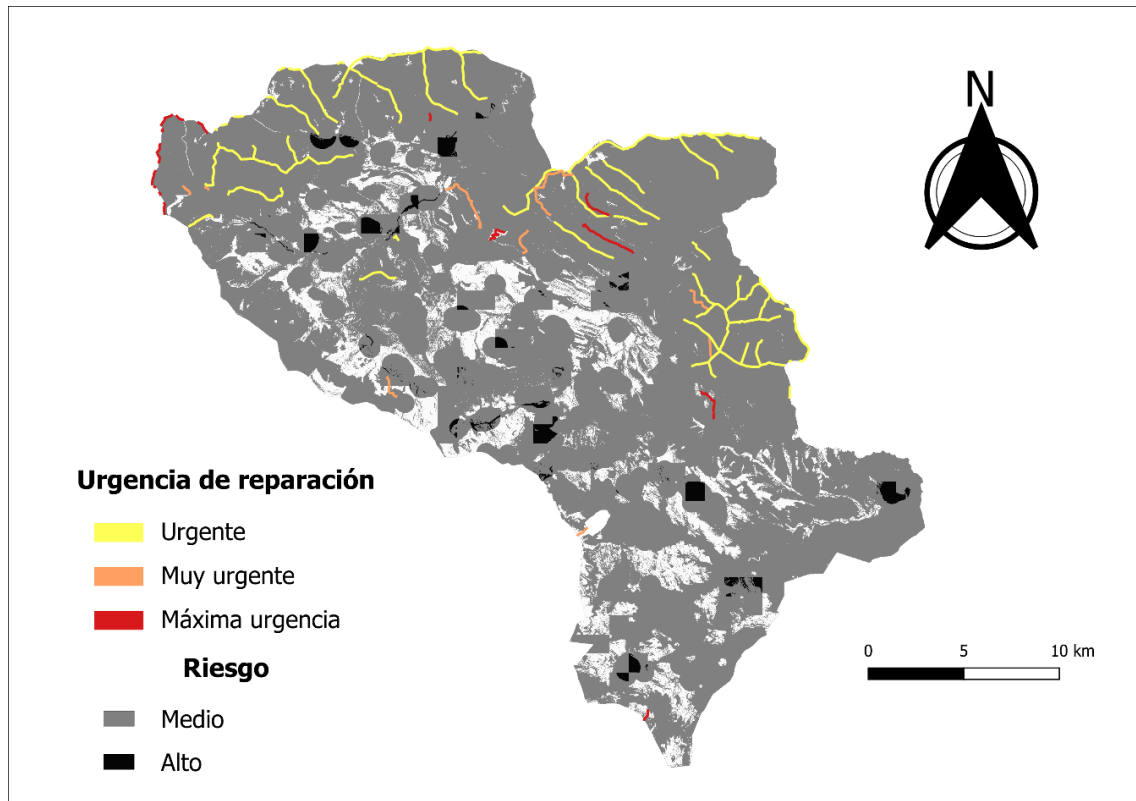 N
Urgencia de reparación
Urgente
Muy urgente
Máxima urgencia
Riesgo
Medio
Alto
0 5 10 km